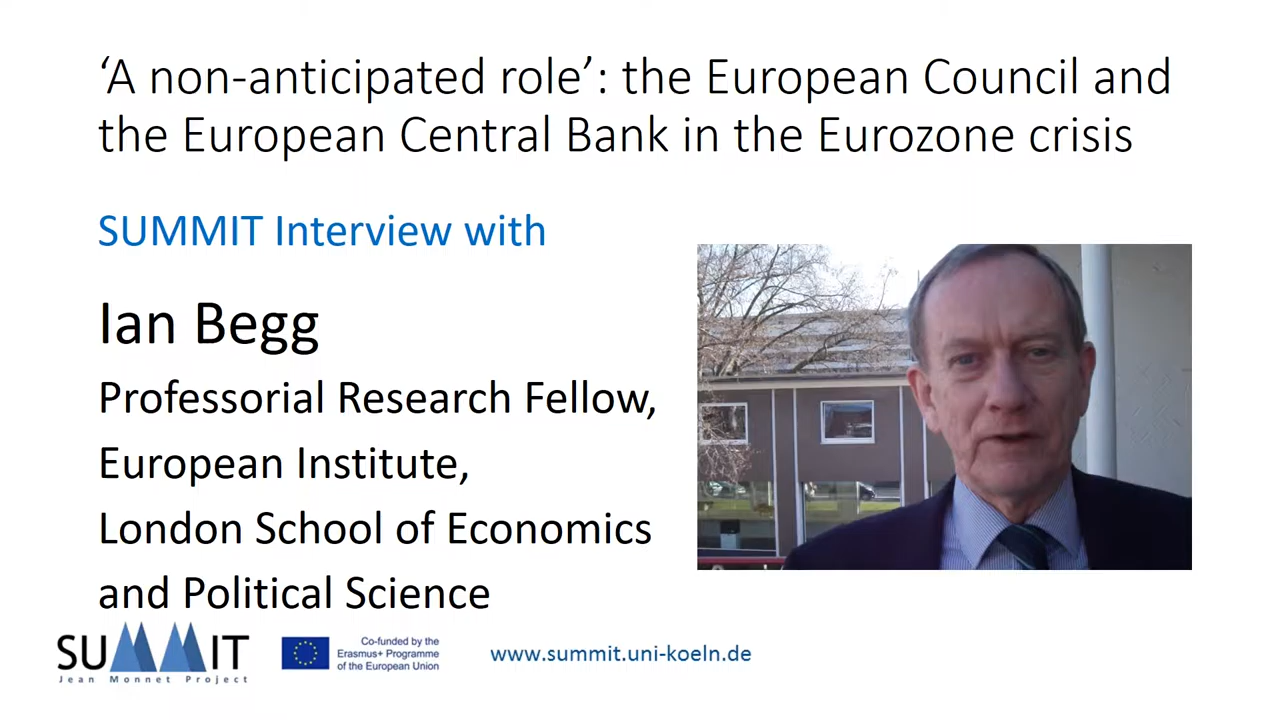 ‘A non-anticipated role’: the European Council and
the European Central Bank in the Eurozone crisis
SUMMIT Interview with
Ian Begg
Professorial Research Fellow,
European Institute,
London School of Economics
and Political Science
SUMMIT
Jean Monnet Project
Co-funded by the
Erasmus+ Programme
of the European Union
www.summit.uni-koeln.de